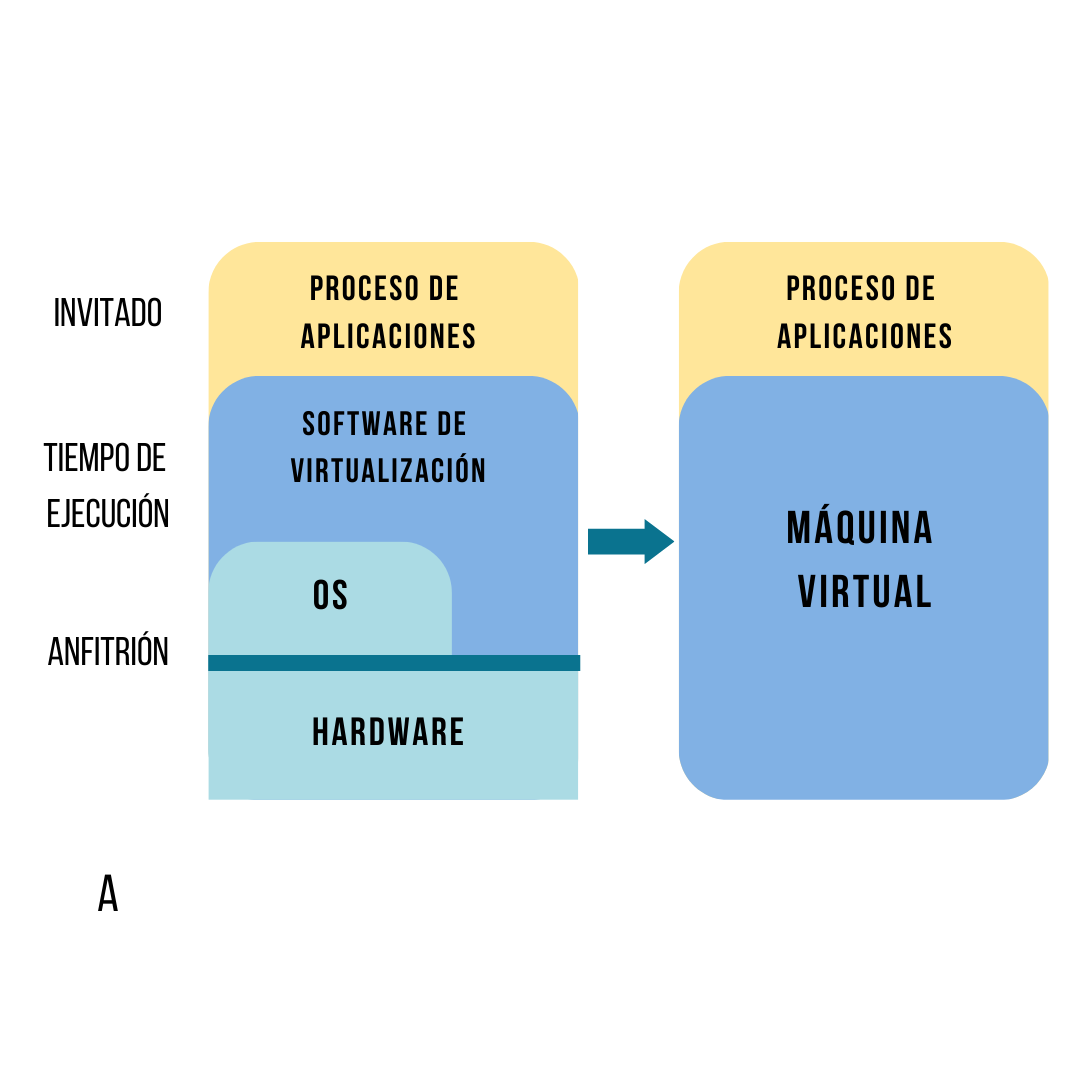 INVITADO
TIEMPO DE
EJECUCIÓN
ANFITRIÓN
PROCESO DE
APLICACIONES
SOFTWARE DE
VIRTUALIZACIÓN
OS
HARDWARE
PROCESO DE
APLICACIONES
MÁQUINA
VIRTUAL
A